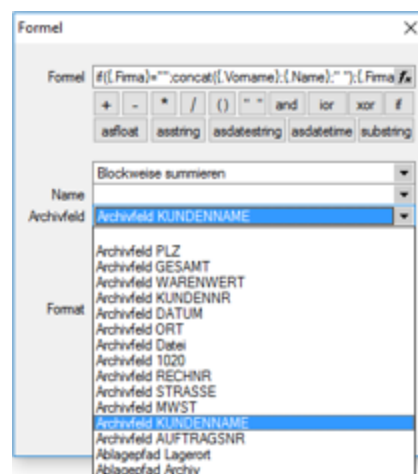 Formel
Formel if({.Firma}="";concat({.Vorname};{.Name};" ");{.Firma fx
+ - * / () " " and ior xor if
asfloat asstring asdatestring asdatetime substring
Blockweise summieren
Name
Archivfeld Archivfeld KUNDENNAME
Archivfeld PLZ
Archivfeld GESAMT
Archivfeld WARENWERT
Archivfeld KUNDENNR
Format Archivfeld DATUM
Archivfeld ORT
Archivfeld Datei
Archivfeld 1020
Archivfeld RECHNR
Archivfeld STRASSE
Archivfeld MWST
Archivfeld KUNDENNAME
Archivfeld AUFTRAGSNR
Ablagepfad Lagerort
Ablagepfad Archiv